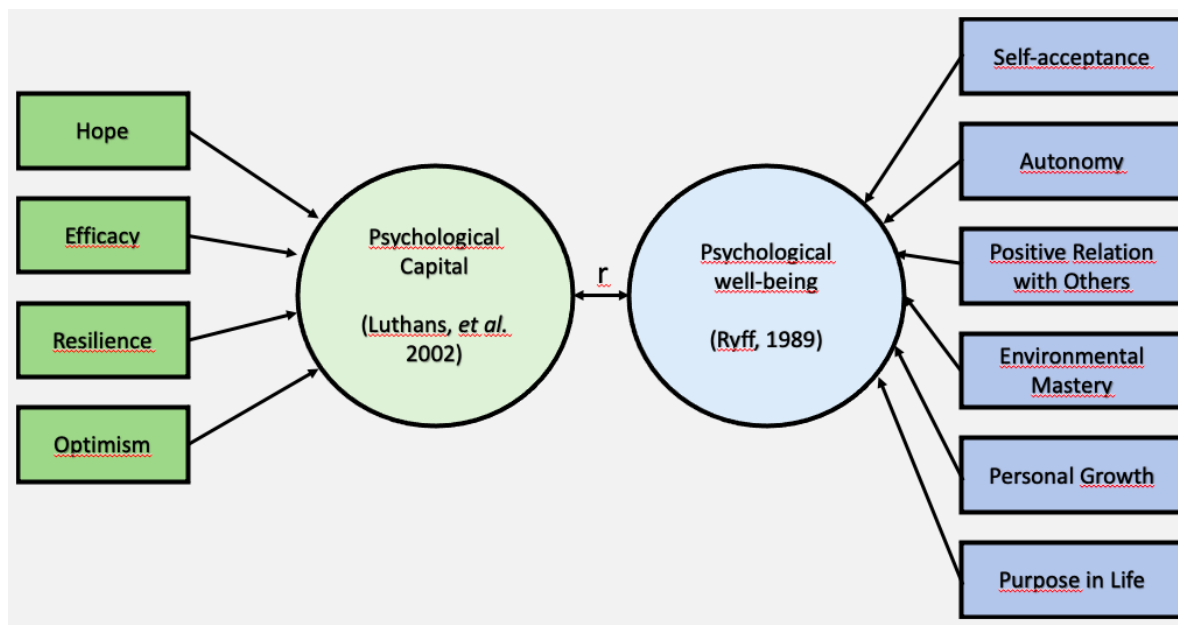 Hope
Efficacy
Resilience
Optimism
Psychological
Capital
(Luthans, et al.
2002)
r
Psychological
well-being
(Ryff, 1989)
Self-acceptance
Autonomy
Positive Relation
with Others
Environmental
Mastery
Personal Growth
Purpose in Life